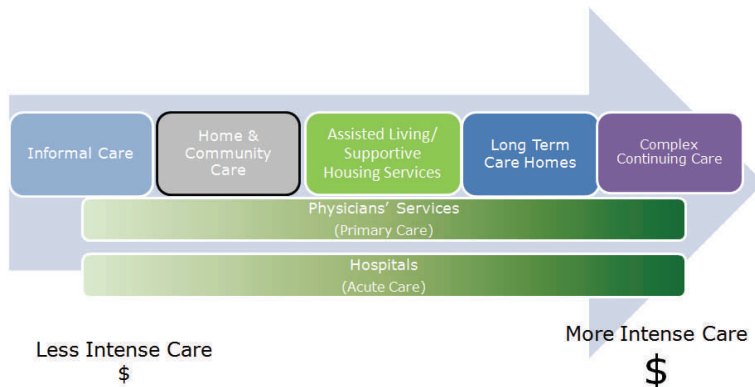 Informal Care
Home &
Community
Care
Assisted Living/
Supportive
Housing Services
Long Term
Care Homes
Complex
Continuing Care
Physicians’ Services
(Primary Care)
Hospitals
(Acute Care)
Less Intense Care
$
More Intense Care
$